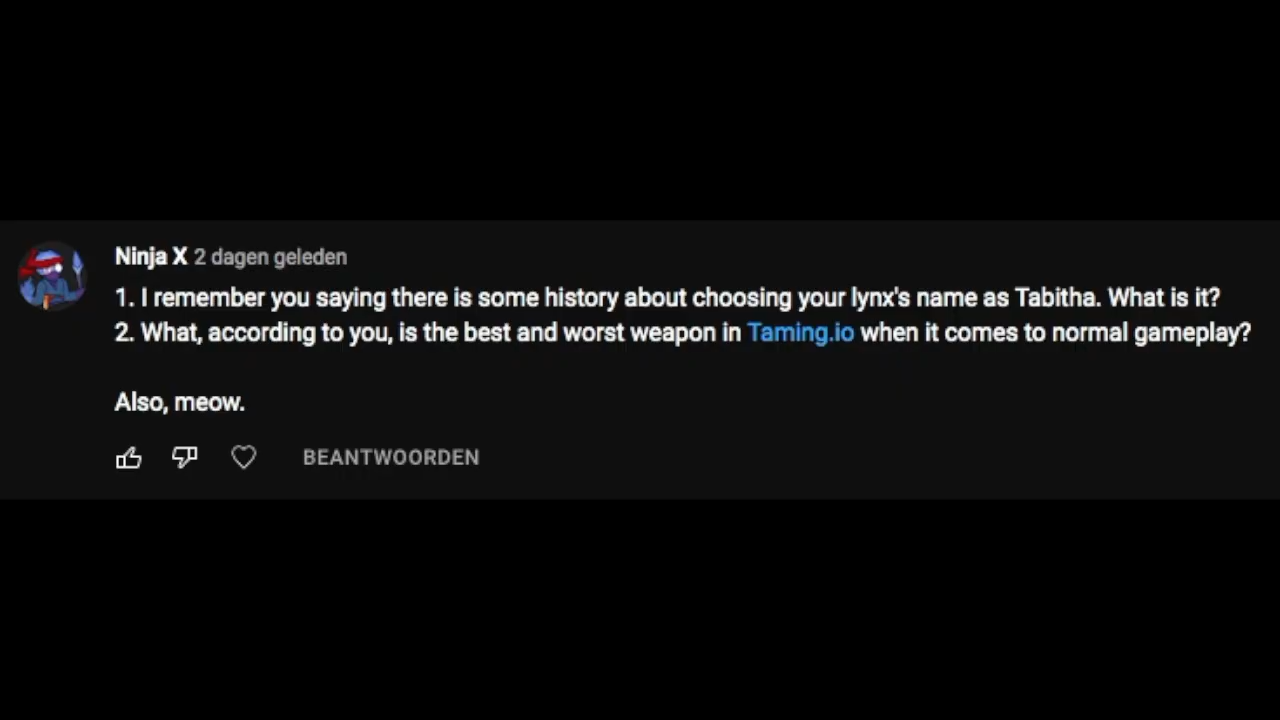 Ninja X 2 dagen geleden
1. I remember you saying there is some history about choosing your lynx's name as Tabitha. What is it?
2. What, according to you, is the best and worst weapon in Taming.io when it comes to normal gameplay?
Also, meow.
BEANTWOORDEN